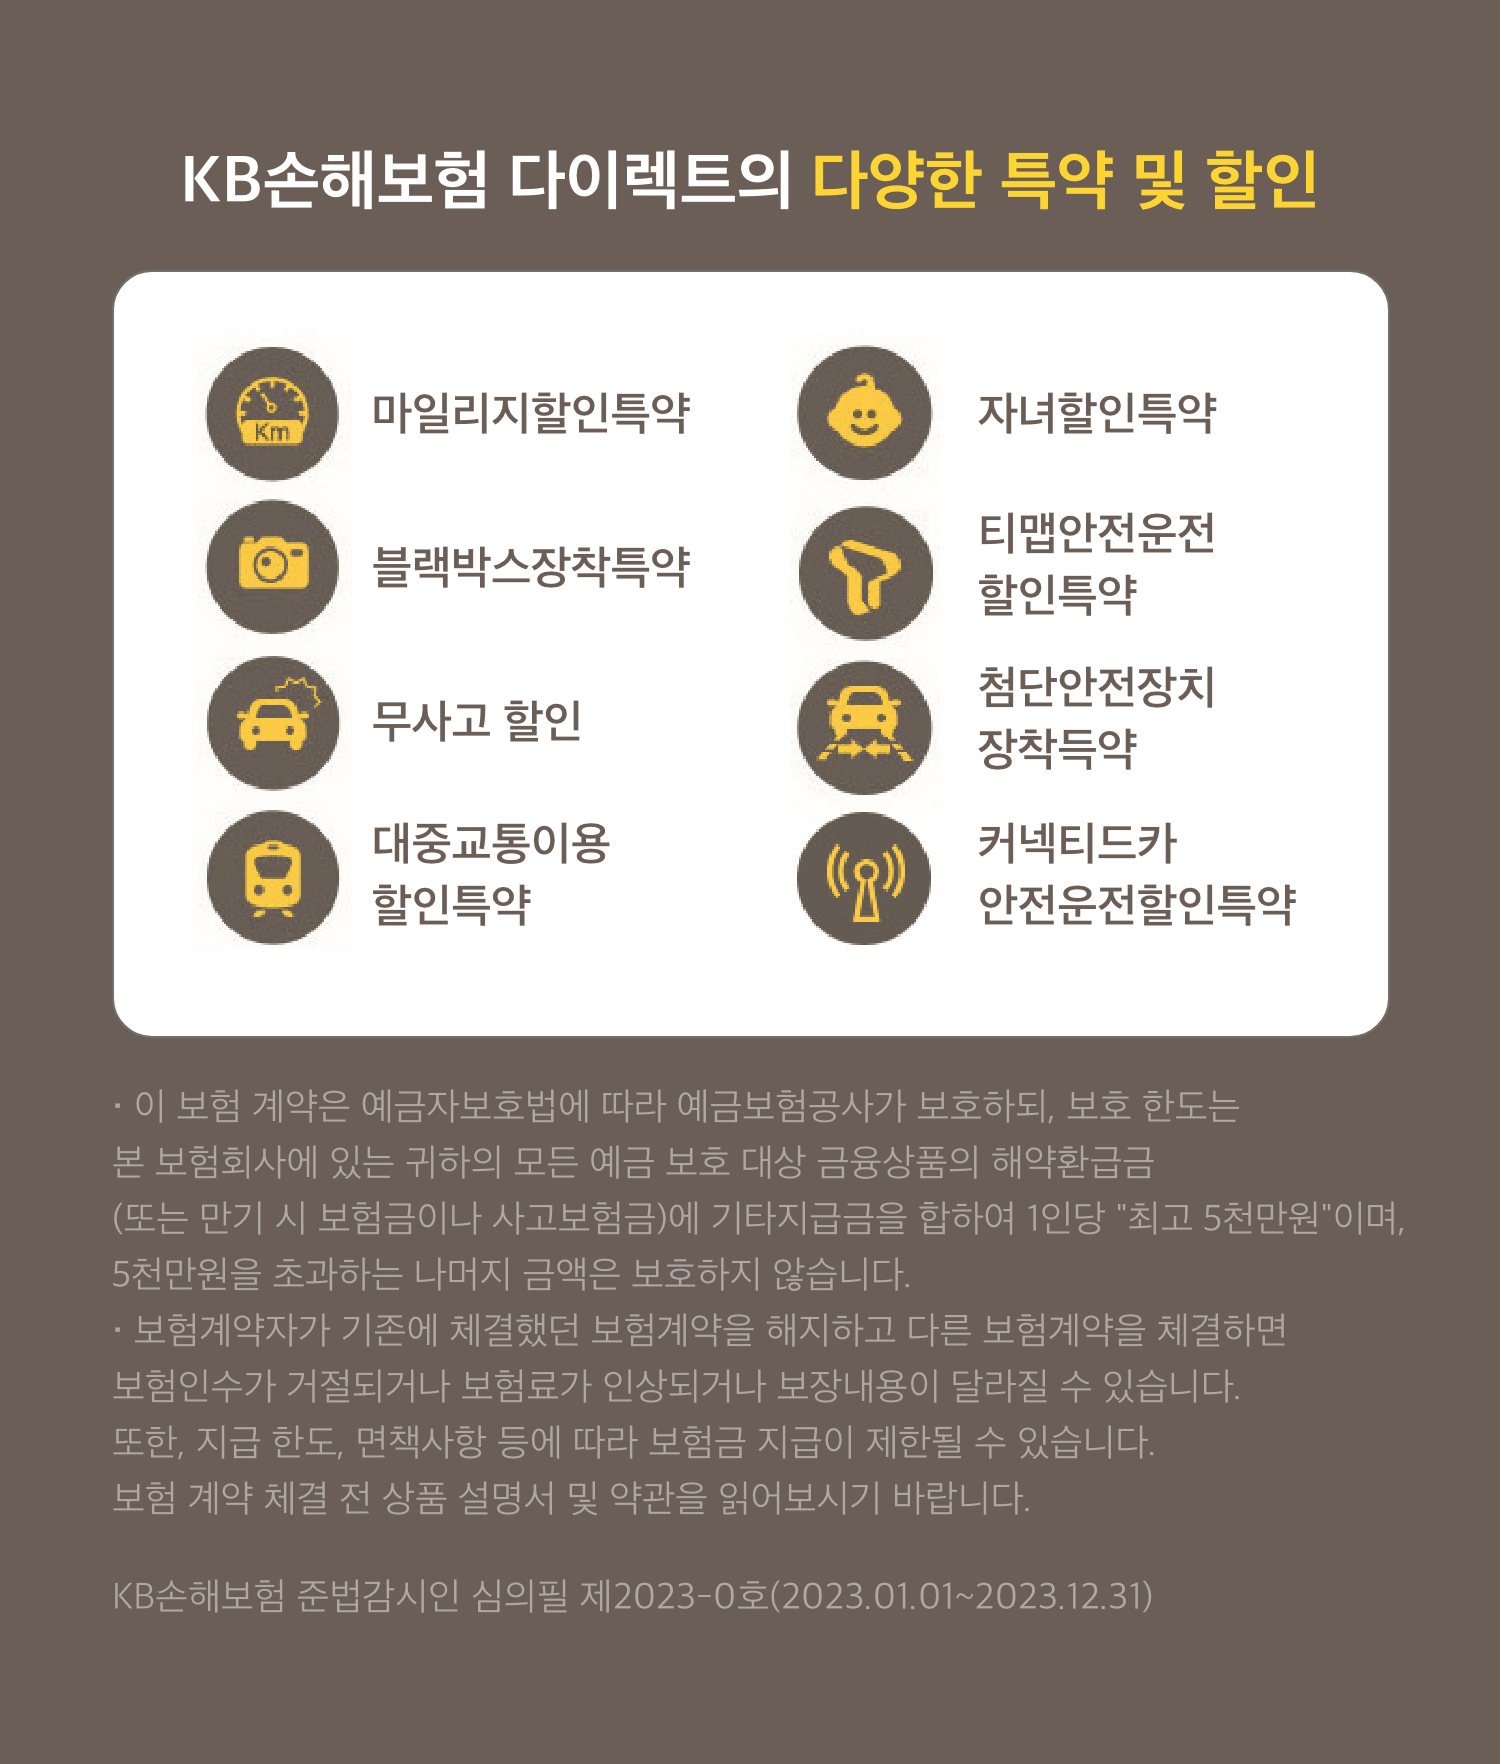 KB손해보험 다이렉트의 다양한 특약 및 할인
Km
마일리지할인특약
자녀할인특약
블랙박스장착특약
티맵안전운전
할인특약
무사고 할인
첨단안전장치
장착득약
대중교통이용
할인특약
커넥티드카
안전운전할인특약
· 이 보험 계약은 예금자보호법에 따라 예금보험공사가 보호하되, 보호 한도는
본 보험회사에 있는 귀하의 모든 예금 보호 대상 금융상품의 해약환급금
(또는 만기 시 보험금이나 사고보험금)에 기타지급금을 합하여 1인당 "최고 5천만원"이며,
5천만원을 초과하는 나머지 금액은 보호하지 않습니다.
· 보험계약자가 기존에 체결했던 보험계약을 해지하고 다른 보험계약을 체결하면
보험인수가 거절되거나 보험료가 인상되거나 보장내용이 달라질 수 있습니다.
또한, 지급 한도, 면책사항 등에 따라 보험금 지급이 제한될 수 있습니다.
보험 계약 체결 전 상품 설명서 및 약관을 읽어보시기 바랍니다.
KB손해보험 준법감시인 심의필 제2023-0호(2023.01.01~2023.12.31)